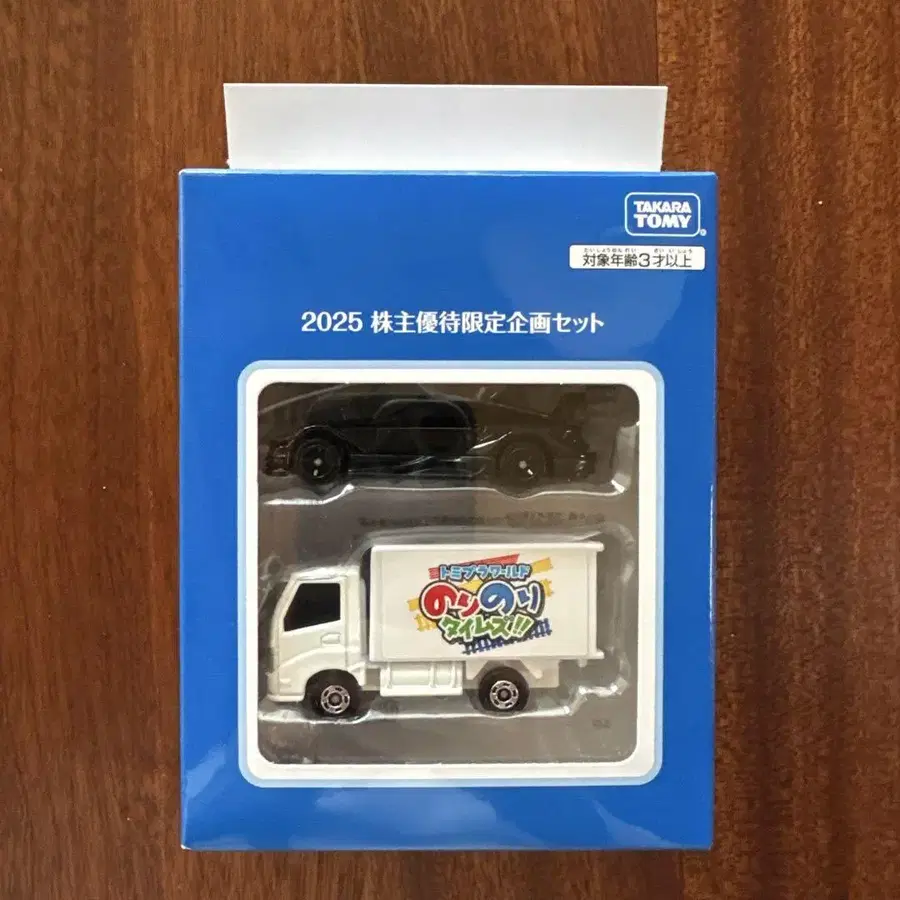 TAKARA
TOMY
たいしょうねんれい さい いじょう
対象年齢3才以上
2025 株主優待限定企画セット
トミプラワールド
のりのり
タイムズ!!